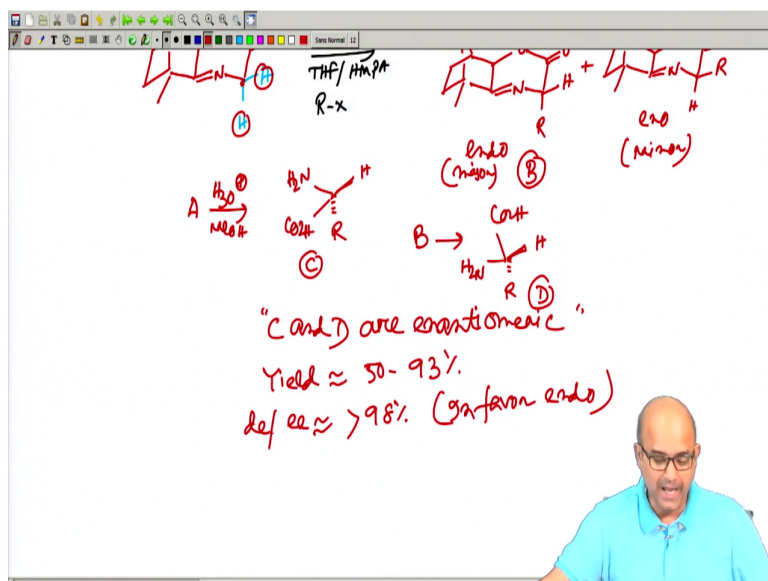 Sans Normal 12
N H
H
THF/HMPA
R-X
N H
R
+
N R
H
endo
(major) B
exo
(minor)
A H3O⊕
MeOH
H2N H
CO2H R
C
B →
CO2H
H2N H
R D
"C and D are enantiomeric"
Yield ≈ 50-93%
de/ee ≈ >98% (in favor endo)